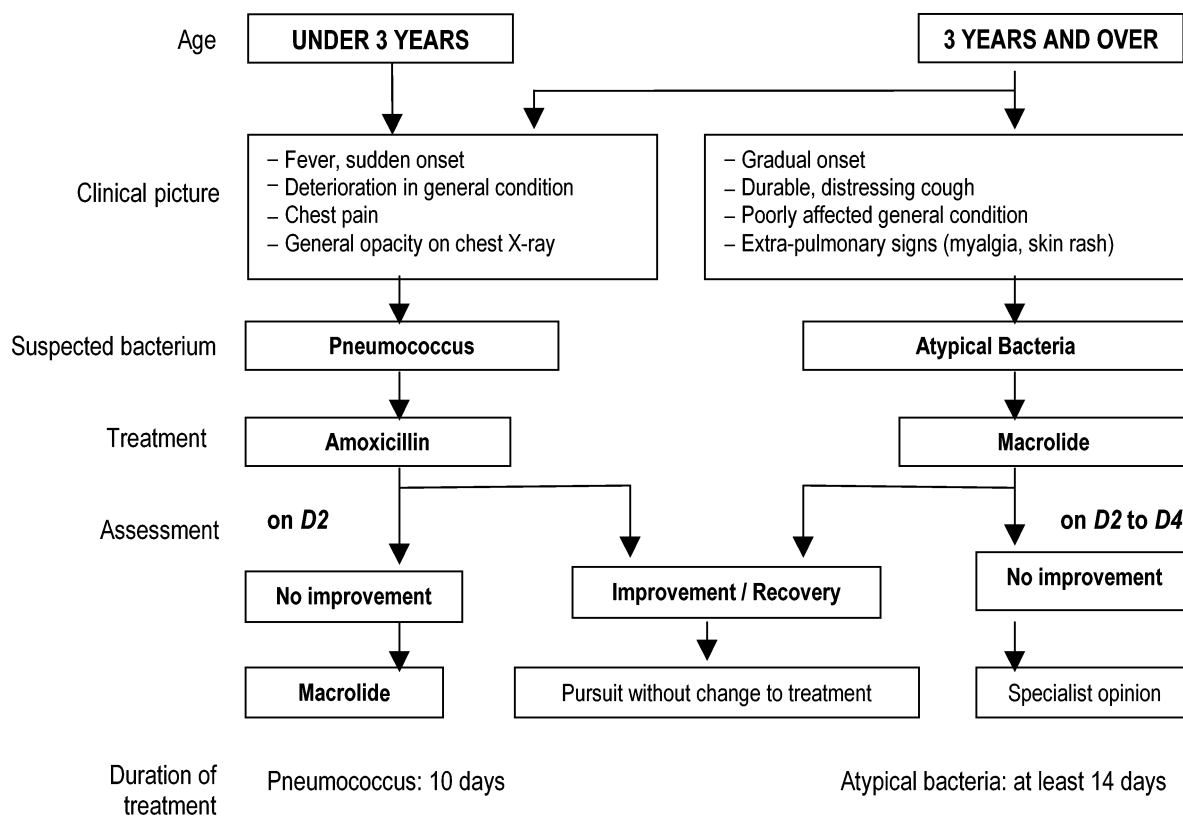 Age
UNDER 3 YEARS
3 YEARS AND OVER
Clinical picture
– Fever, sudden onset
– Deterioration in general condition
– Chest pain
– General opacity on chest X-ray
– Gradual onset
– Durable, distressing cough
– Poorly affected general condition
– Extra-pulmonary signs (myalgia, skin rash)
Suspected bacterium
Pneumococcus
Atypical Bacteria
Treatment
Amoxicillin
Macrolide
Assessment
on D2
on D2 to D4
No improvement
Improvement / Recovery
No improvement
Macrolide
Pursuit without change to treatment
Specialist opinion
Duration of
treatment
Pneumococcus: 10 days
Atypical bacteria: at least 14 days